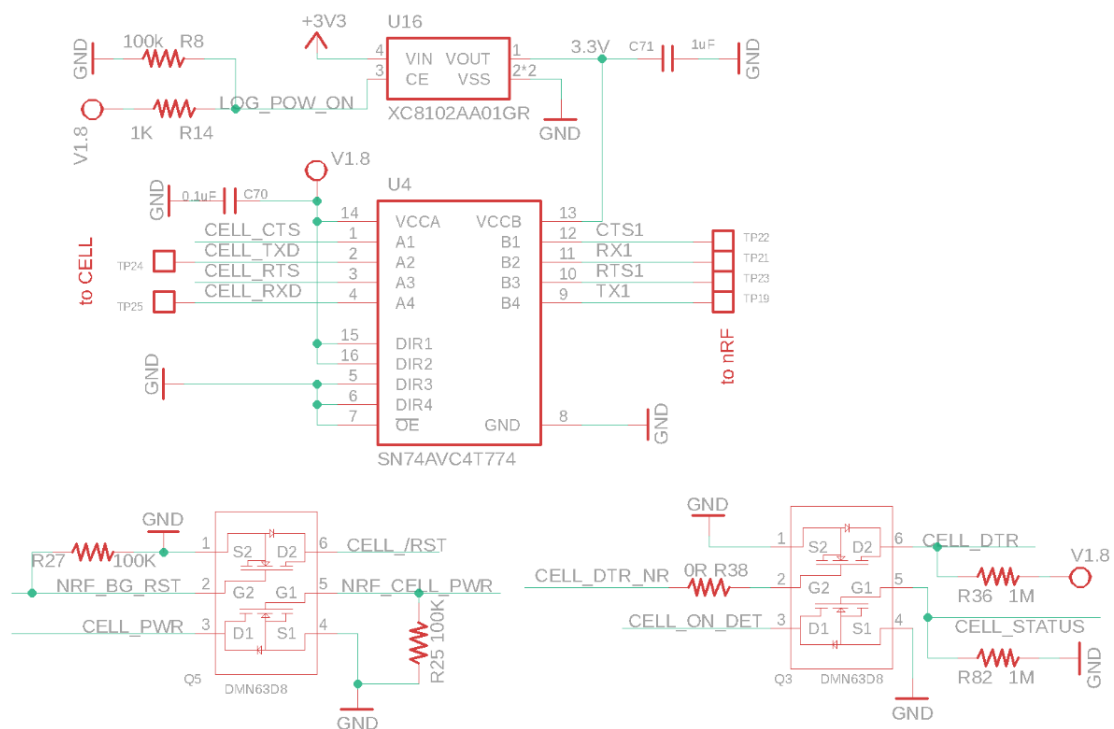 U16
+3V3
100k R8
GND
4 VIN VOUT 1
3 CE VSS 2*2
3.3V
C71 1uF
GND
LOG_POW_ON
V1.8
1K R14
XC8102AA01GR
GND
V1.8
U4
GND
0.1uF C70
14 VCCA VCCB 13
CELL_CTS 1 A1 B1 12 CTS1 TP22
CELL_TXD 2 A2 B2 11 RX1 TP21
TP24
CELL_RTS 3 A3 B3 10 RTS1 TP23
CELL_RXD 4 A4 B4 9 TX1 TP19
TP25
to CELL
to nRF
15 DIR1
16 DIR2
GND
5 DIR3
6 DIR4
7 OE GND 8
GND
SN74AVC4T774
GND
R27 100K
1 S2 D2 6 CELL_/RST
NRF_BG_RST 2 G2 G1 5 NRF_CELL_PWR
CELL_PWR 3 D1 S1 4
R25 100K
Q5 DMN63D8
GND
GND
1 S2 D2 6 CELL_DTR
V1.8
CELL_DTR_NR 0R R38 2 G2 G1 5
R36 1M
CELL_ON_DET 3 D1 S1 4
CELL_STATUS
R82 1M
GND
Q3 DMN63D8
GND